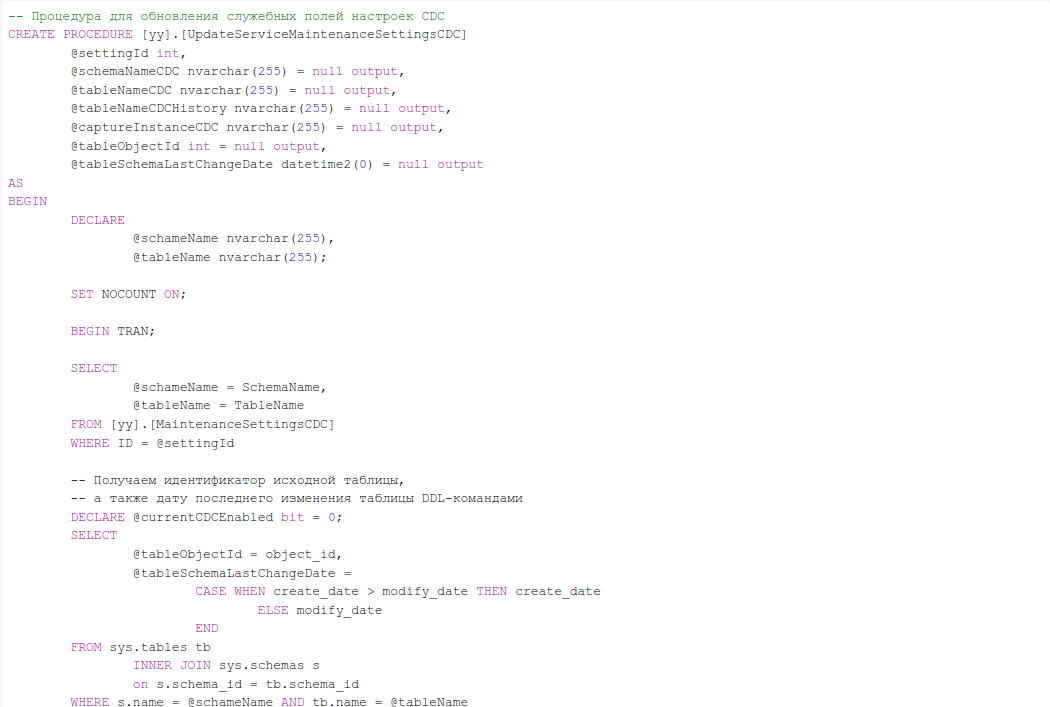 -- Процедура для обновления служебных полей настроек CDC
CREATE PROCEDURE [yy].[UpdateServiceMaintenanceSettingsCDC]
@settingId int,
@schemaNameCDC nvarchar(255) = null output,
@tableNameCDC nvarchar(255) = null output,
@tableNameCDCHistory nvarchar(255) = null output,
@captureInstanceCDC nvarchar(255) = null output,
@tableObjectId int = null output,
@tableSchemaLastChangeDate datetime2(0) = null output
AS
BEGIN
DECLARE
@schameName nvarchar(255),
@tableName nvarchar(255);
SET NOCOUNT ON;
BEGIN TRAN;
SELECT
@schameName = SchemaName,
@tableName = TableName
FROM [yy].[MaintenanceSettingsCDC]
WHERE ID = @settingId
-- Получаем идентификатор исходной таблицы,
-- а также дату последнего изменения таблицы DDL-командами
DECLARE @currentCDCEnabled bit = 0;
SELECT
@tableObjectId = object_id,
@tableSchemaLastChangeDate =
CASE WHEN create_date > modify_date THEN create_date
ELSE modify_date
END
FROM sys.tables tb
INNER JOIN sys.schemas s
on s.schema_id = tb.schema_id
WHERE s.name = @schameName AND tb.name = @tableName